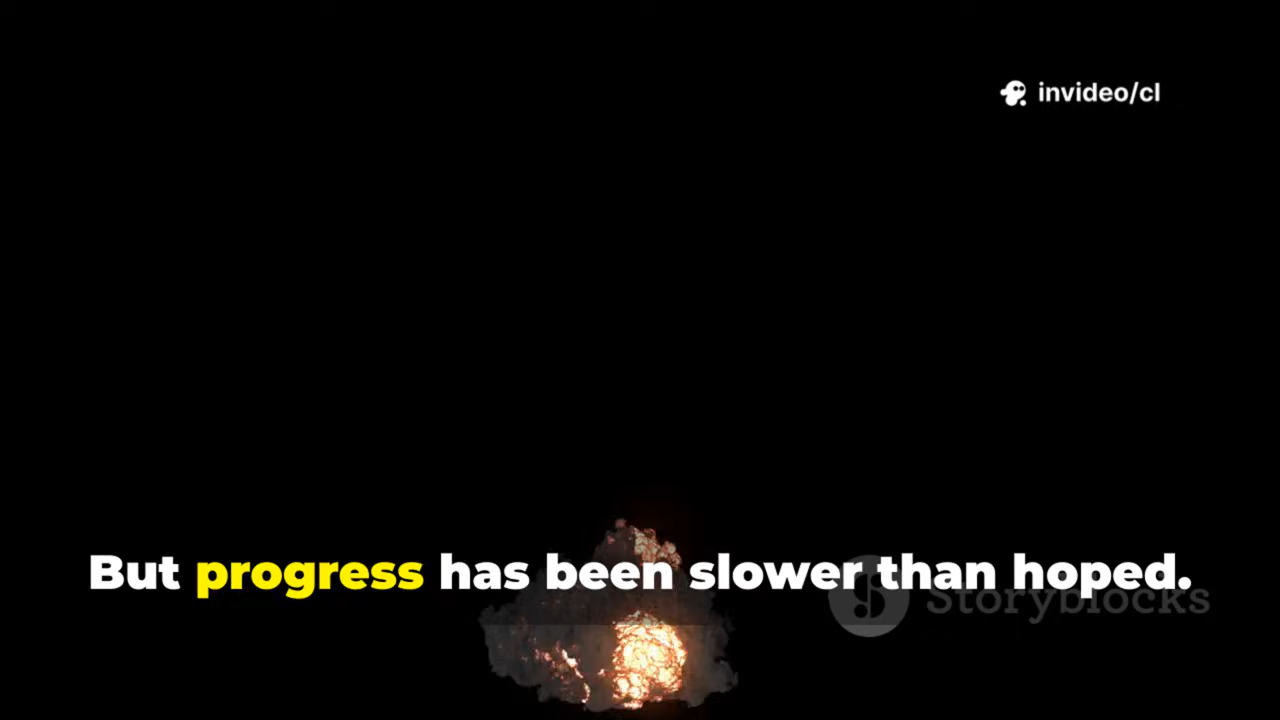 invideo/cl
But progress has been slower than hoped.
Storyblocks